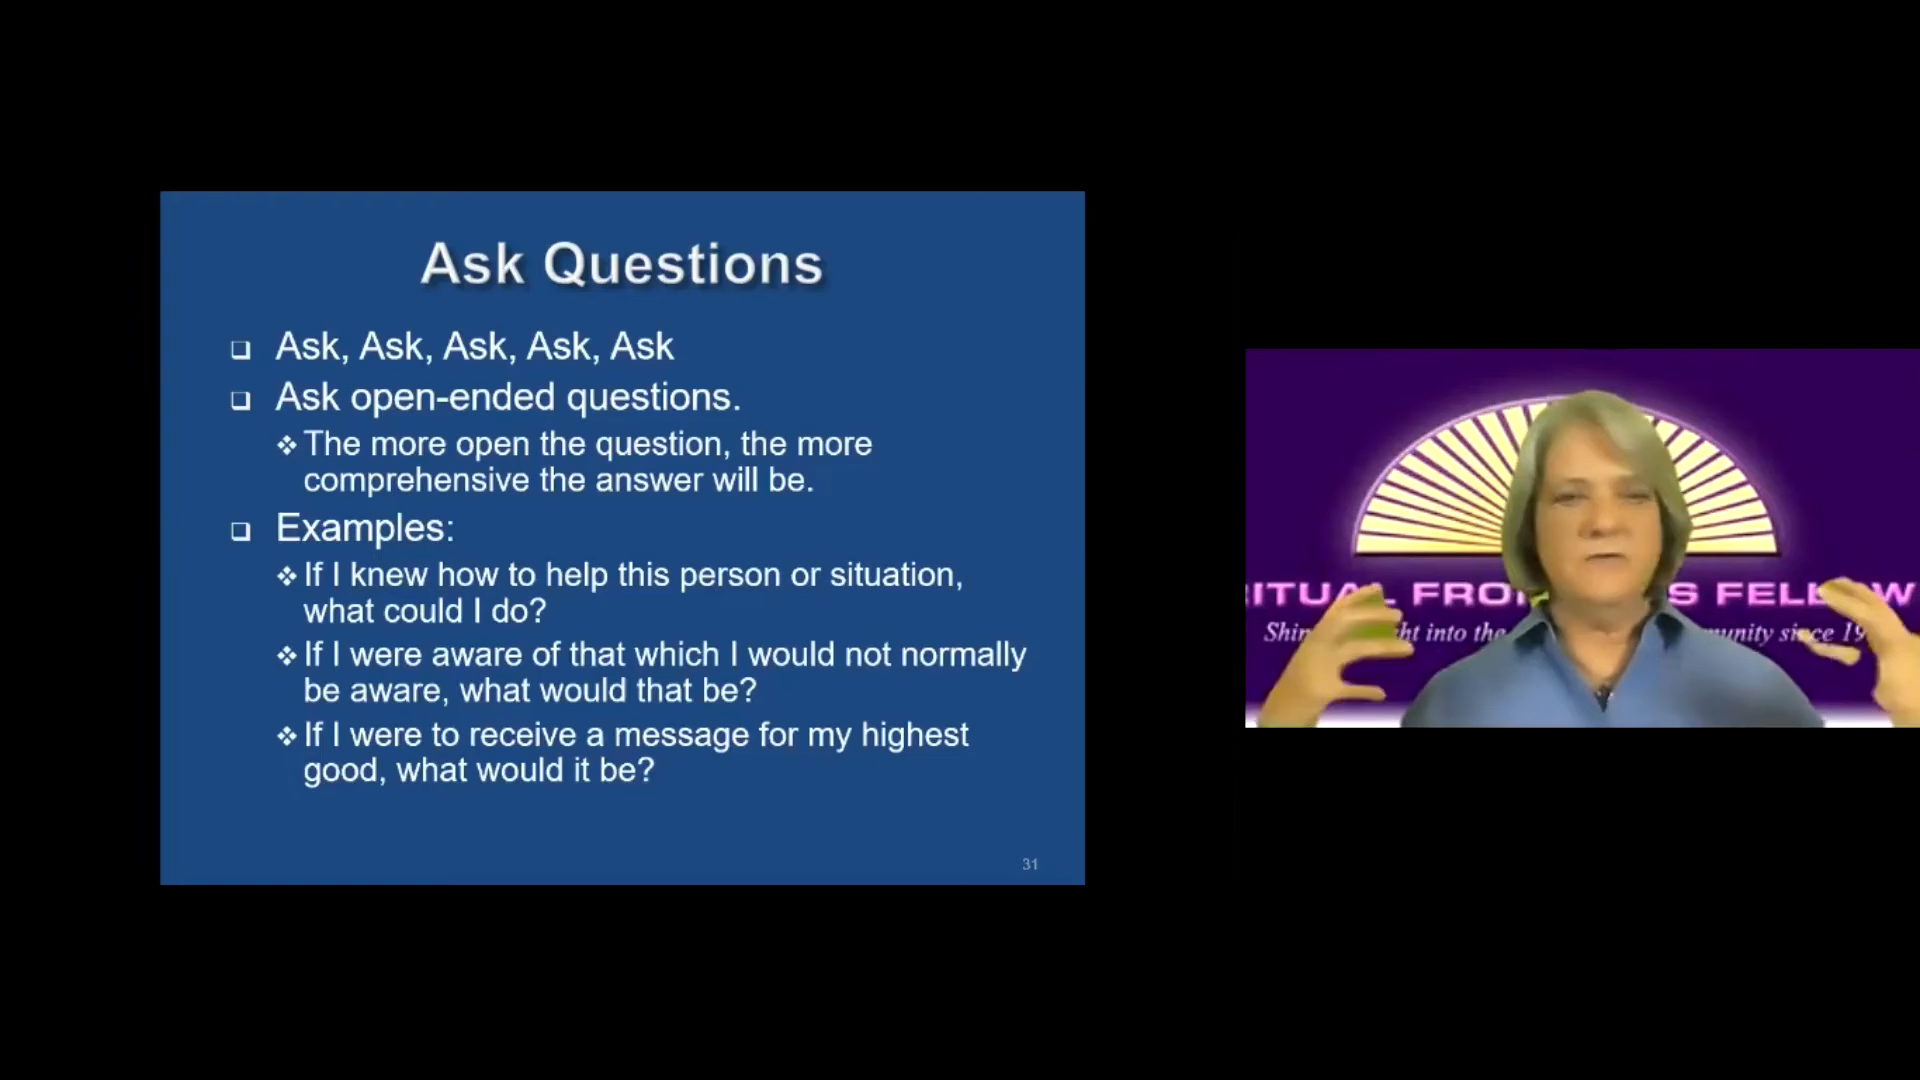 Ask Questions
Ask, Ask, Ask, Ask, Ask
Ask open-ended questions.
The more open the question, the more
comprehensive the answer will be.
Examples:
If I knew how to help this person or situation,
what could I do?
If I were aware of that which I would not normally
be aware, what would that be?
If I were to receive a message for my highest
good, what would it be?
31
into the since